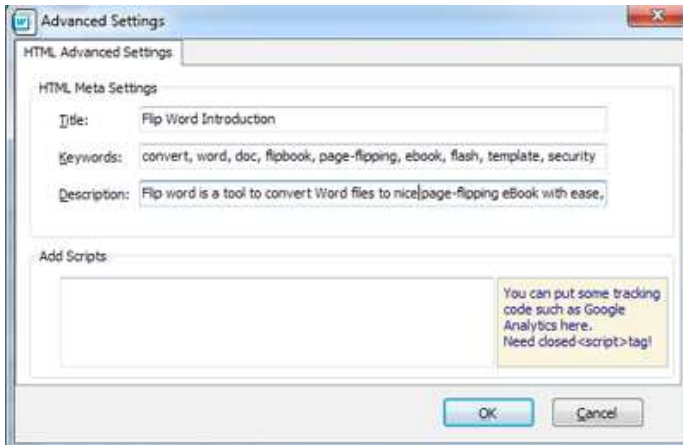 Advanced Settings
HTML Advanced Settings
HTML Meta Settings
Title: Flip Word Introduction
Keywords: convert, word, doc, flipbook, page-flipping, ebook, flash, template, security
Description: Flip word is a tool to convert Word files to nice page-flipping eBook with ease,
Add Scripts
You can put some tracking
code such as Google
Analytics here.
Need closed <script>tag!
OK Cancel